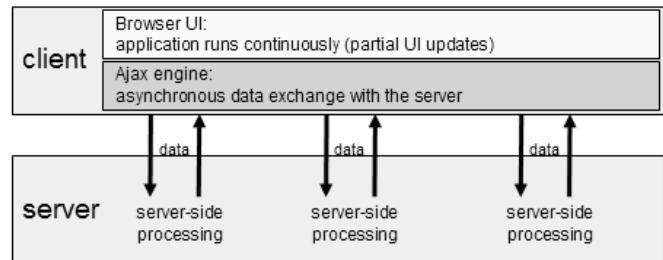 client
Browser UI:
application runs continuously (partial UI updates)
Ajax engine:
asynchronous data exchange with the server
data data data
server
server-side server-side server-side
processing processing processing